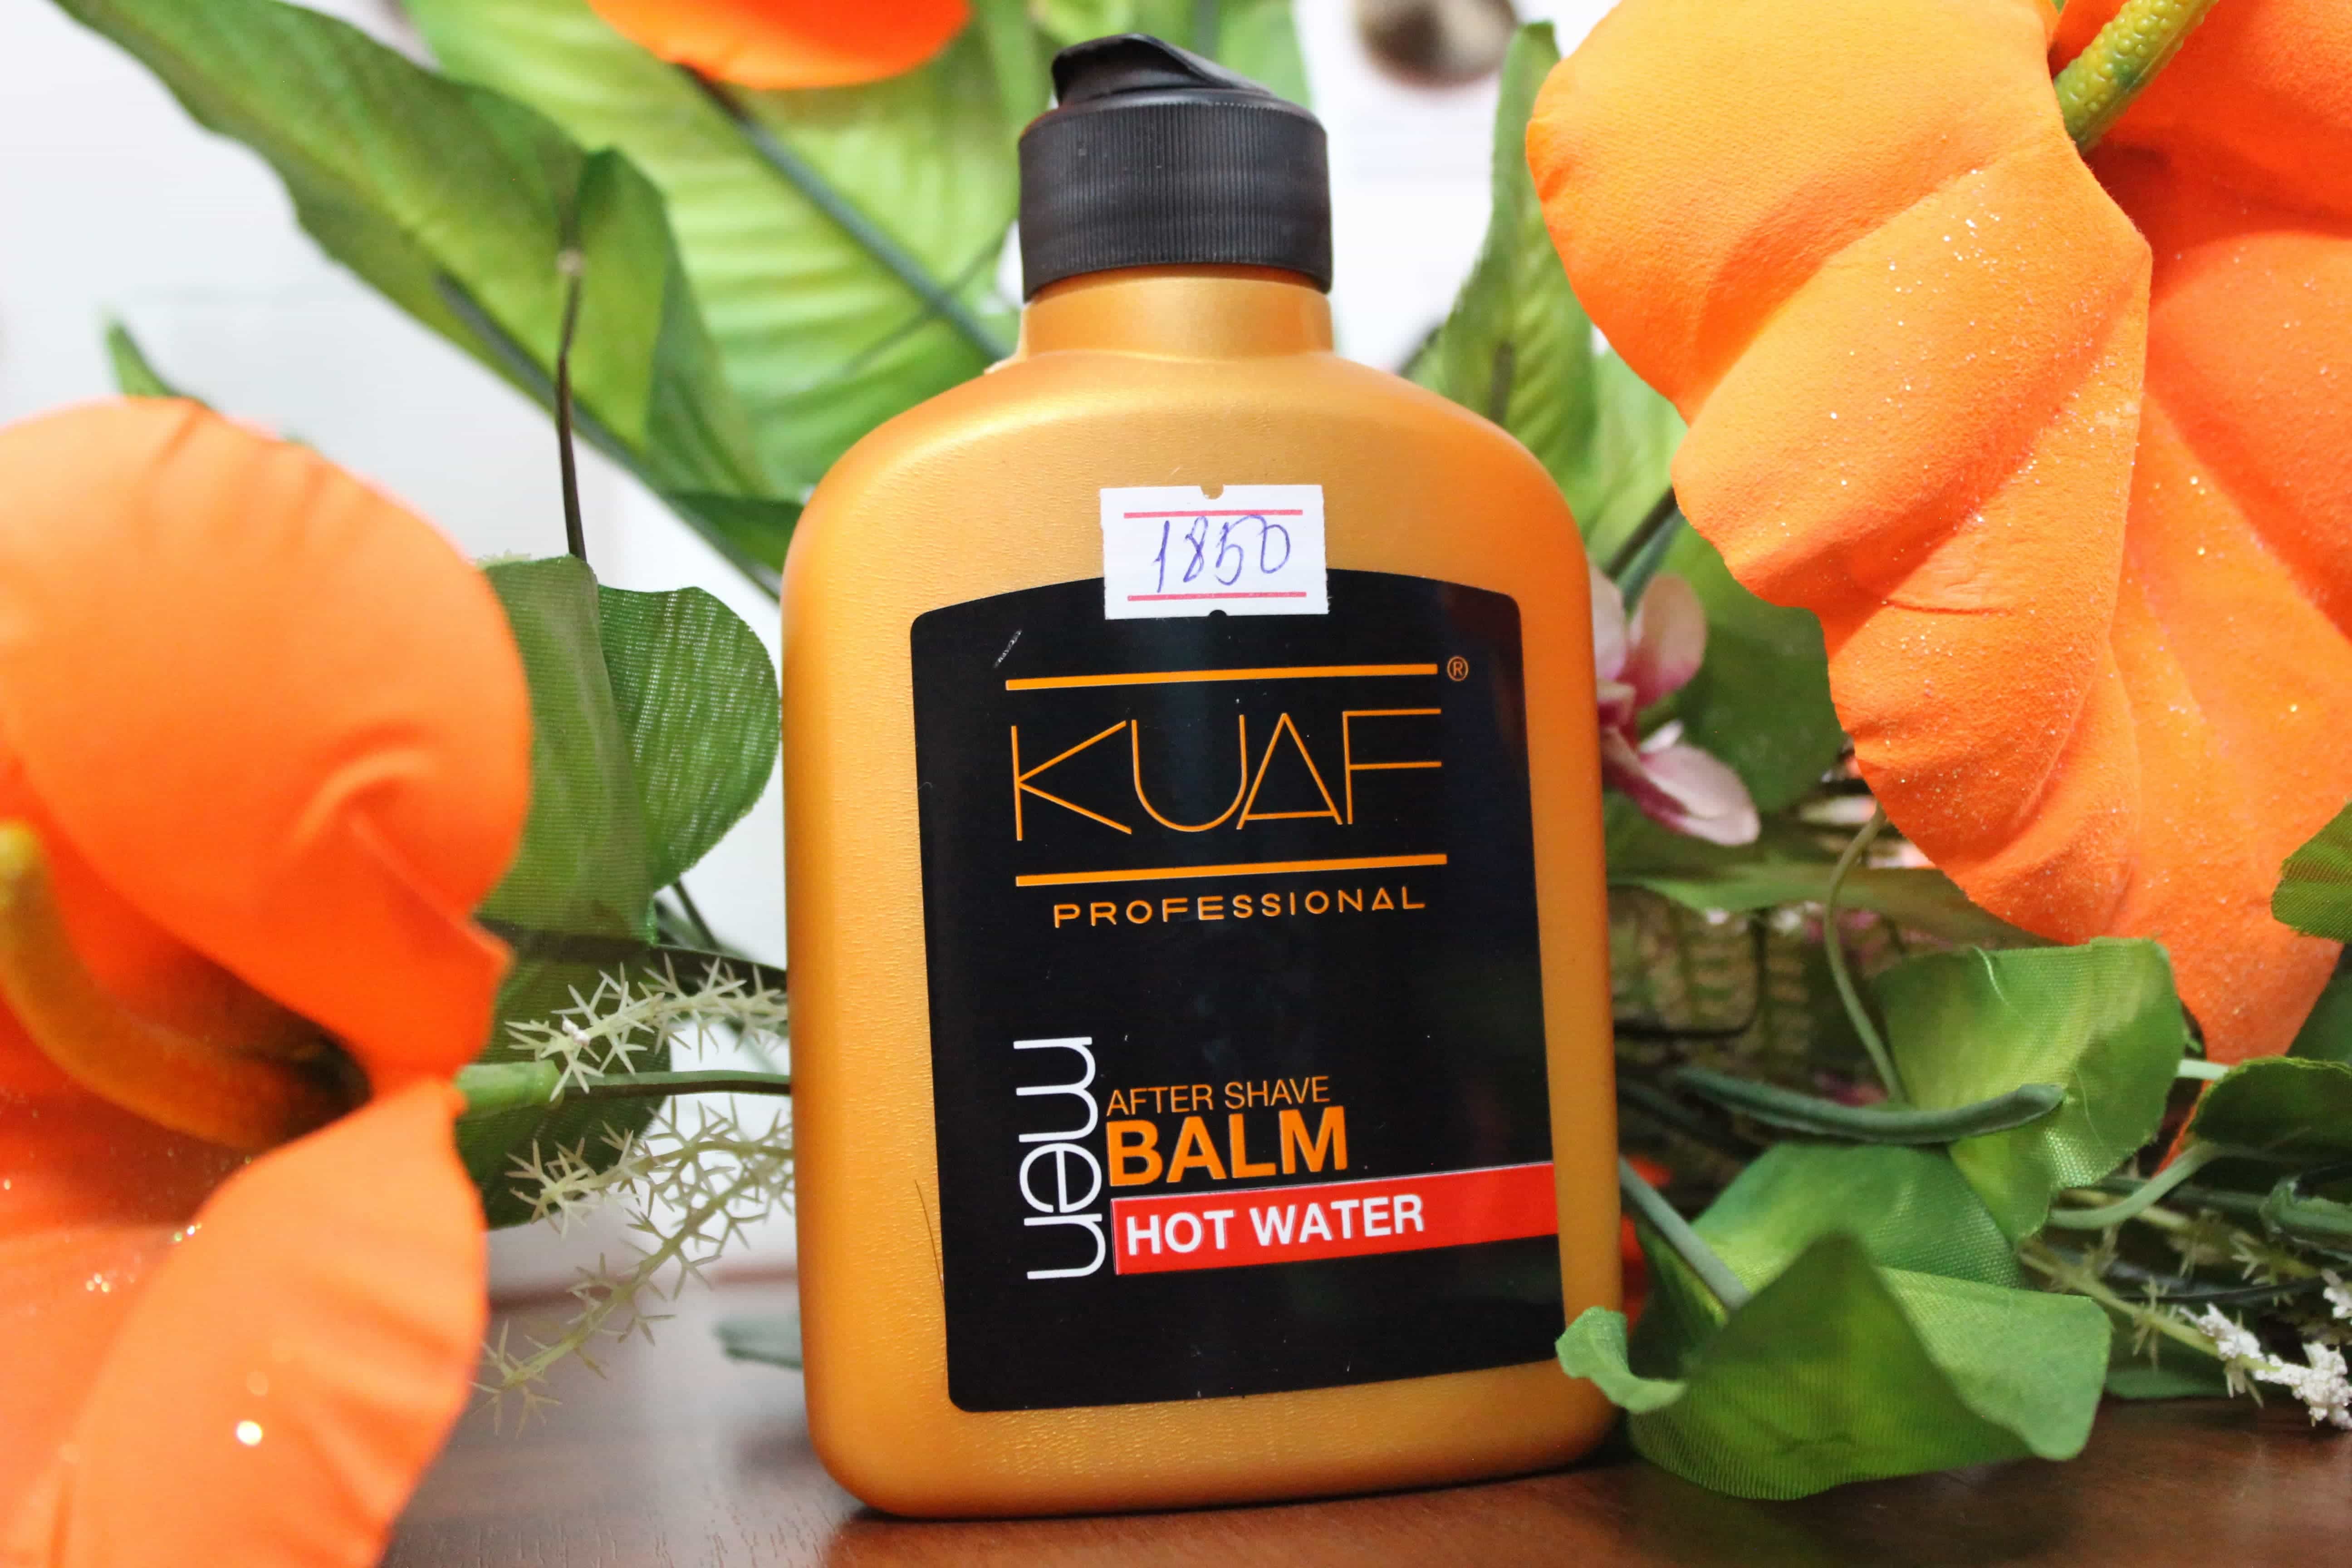 1850
KUAF®
PROFESSIONAL
men
AFTER SHAVE
BALM
HOT WATER